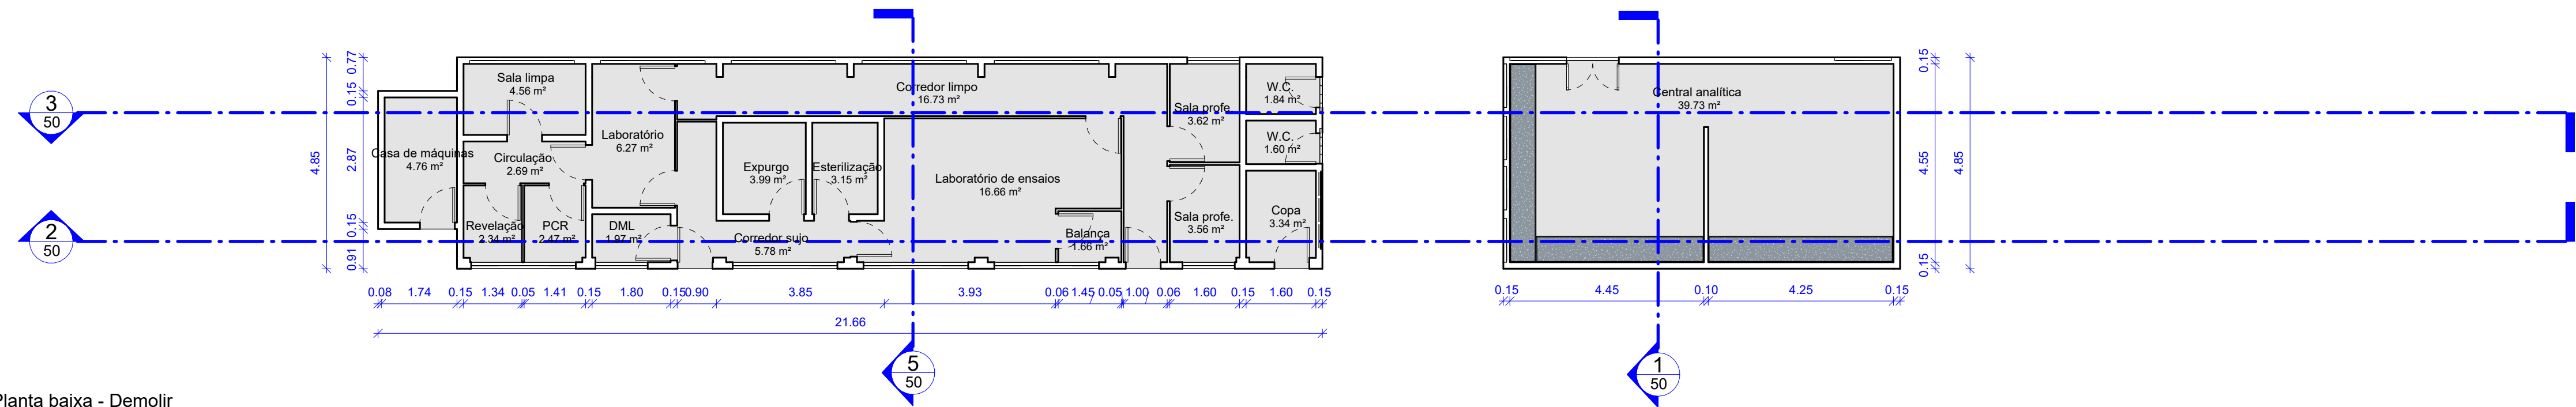 Sala limpa
4.56 m²
Corredor limpo
16.73 m²
W.C.
1.84 m²
Central analítica
39.73 m²
Sala profe.
3.62 m²
3
50
Casa de máquinas
4.76 m²
Laboratório
6.27 m²
W.C.
1.60 m²
Circulação
2.69 m²
Expurgo
3.99 m²
Esterilização
3.15 m²
Laboratório de ensaios
16.66 m²
Revelação
2.34 m²
PCR
2.47 m²
DML
1.97 m²
Corredor sujo
5.78 m²
Balança
1.66 m²
Sala profe.
3.56 m²
Copa
3.34 m²
2
50
4.85
0.77
0.15
2.87
0.15
0.91
0.15
4.55
0.15
4.85
0.08 1.74 0.15 1.34 0.05 1.41 0.15 1.80 0.15 0.90 3.85 3.93 0.06 1.45 0.05 1.00 0.06 1.60 0.15 1.60 0.15
21.66
0.15 4.45 0.10 4.25 0.15
5
50
1
50
Planta baixa - Demolir